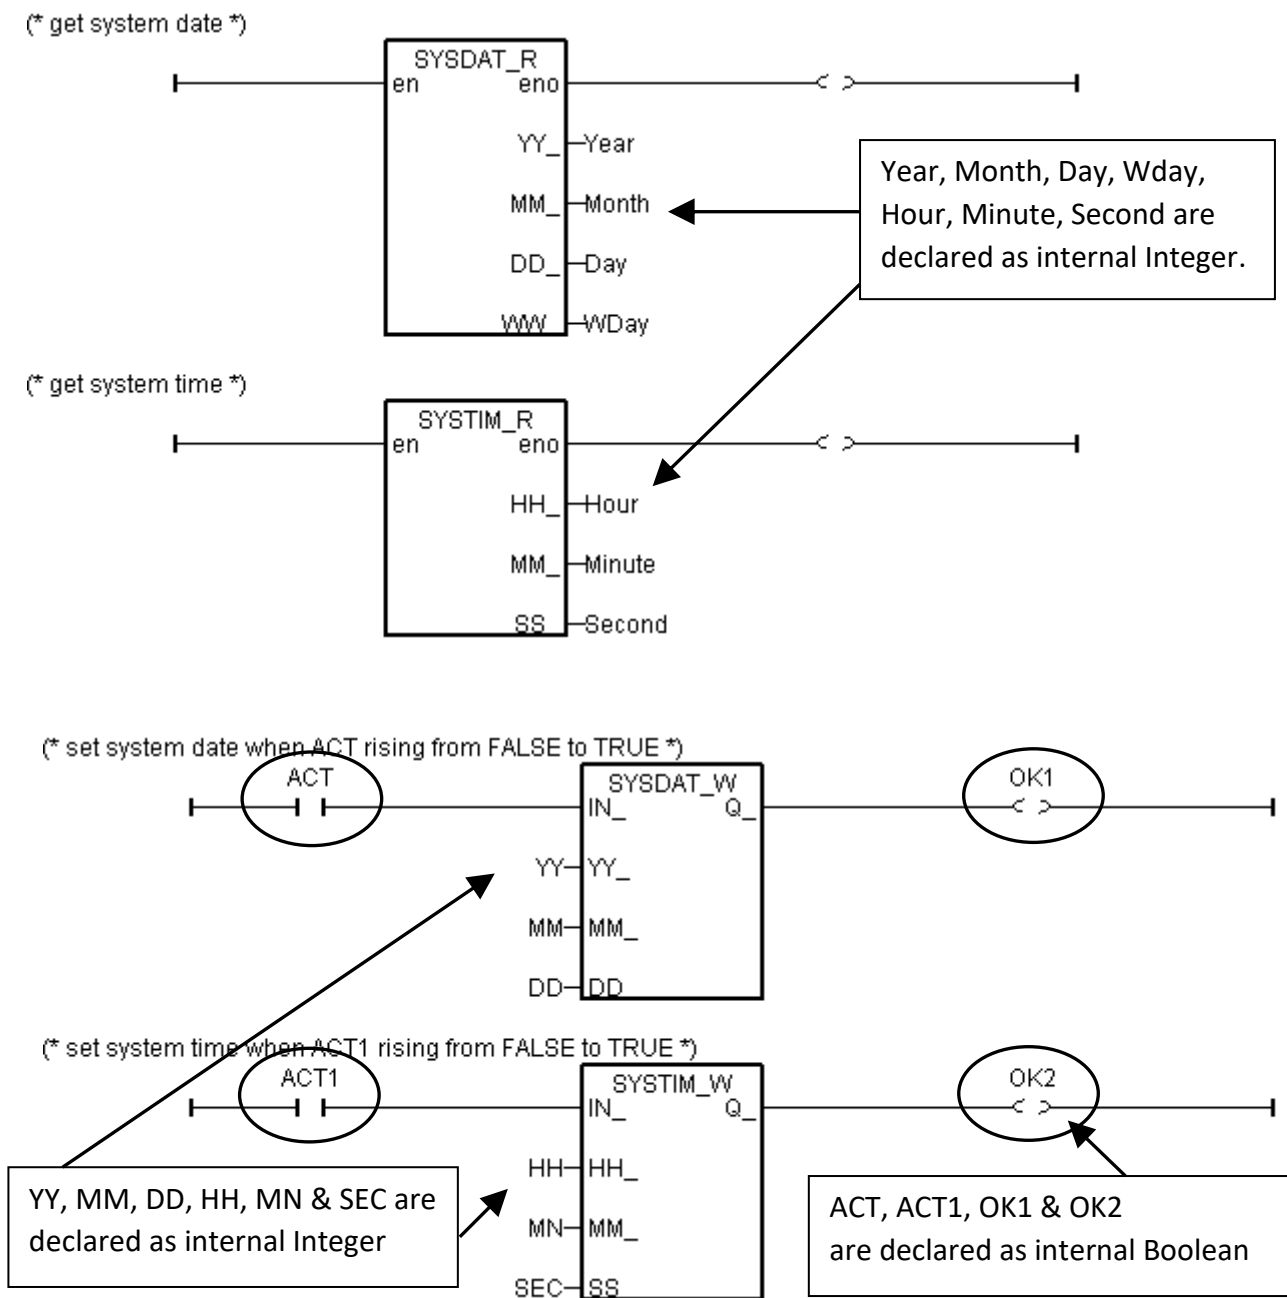 (* get system date *)
SYSDAT_R
en eno
YY_ Year
MM_ Month
DD_ Day
WW_ WDay
Year, Month, Day, Wday,
Hour, Minute, Second are
declared as internal Integer.
(* get system time *)
SYSTIM_R
en eno
HH_ Hour
MM_ Minute
SS_ Second
(* set system date when ACT rising from FALSE to TRUE *)
ACT SYSDAT_W OK1
IN_ Q_
YY YY_
MM MM_
DD DD_
(* set system time when ACT1 rising from FALSE to TRUE *)
ACT1 SYSTIM_W OK2
IN_ Q_
HH HH_
MN MM_
SEC SS_
YY, MM, DD, HH, MN & SEC are
declared as internal Integer
ACT, ACT1, OK1 & OK2
are declared as internal Boolean